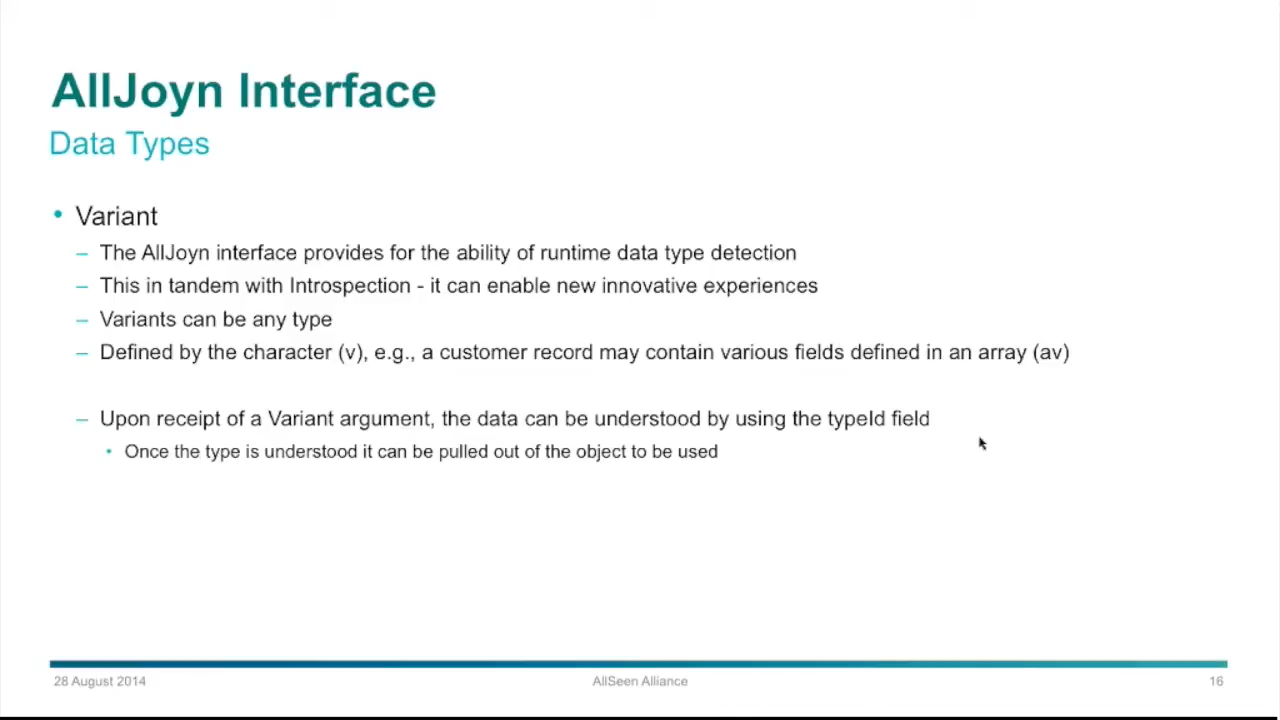 AllJoyn Interface
Data Types
• Variant
– The AllJoyn interface provides for the ability of runtime data type detection
– This in tandem with Introspection - it can enable new innovative experiences
– Variants can be any type
– Defined by the character (v), e.g., a customer record may contain various fields defined in an array (av)
– Upon receipt of a Variant argument, the data can be understood by using the typeId field
• Once the type is understood it can be pulled out of the object to be used
28 August 2014
AllSeen Alliance
16